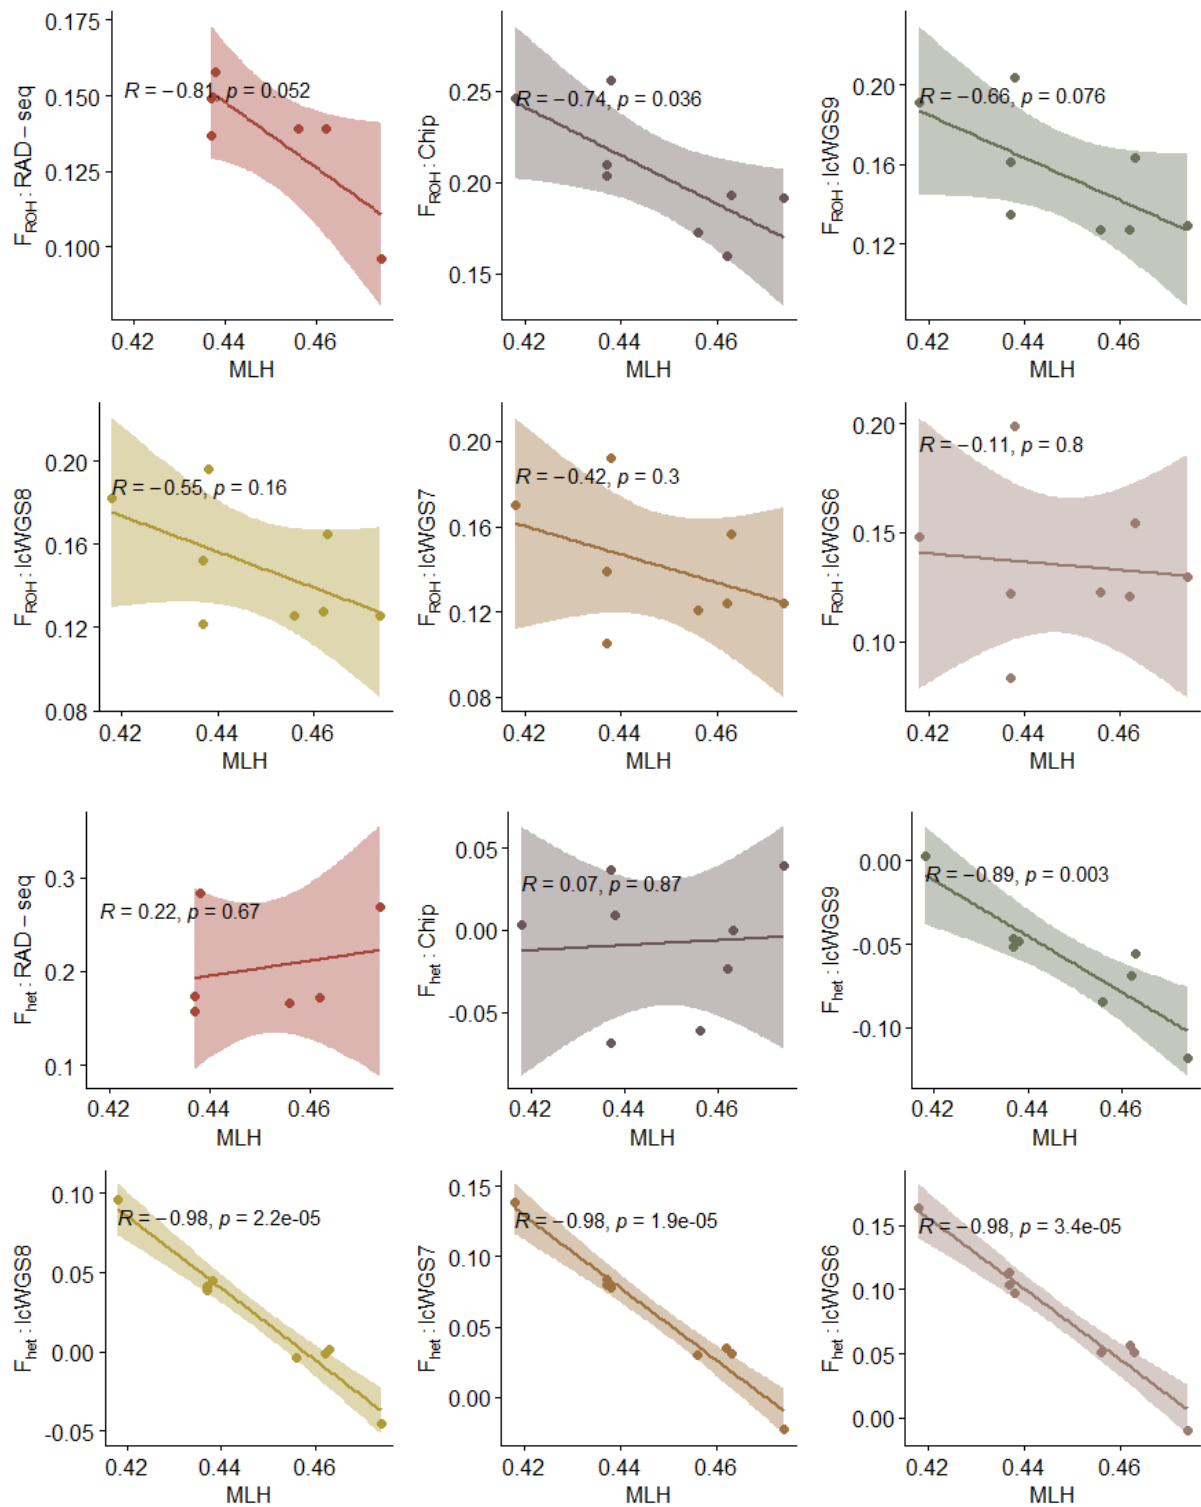 0.175
0.150
0.125
0.100
F_ROH : RAD − seq
R = −0.81, p = 0.052
0.42 0.44 0.46
MLH
0.25
0.20
0.15
F_ROH : Chip
R = −0.74, p = 0.036
0.42 0.44 0.46
MLH
0.20
0.16
0.12
F_ROH : lcWGS9
R = −0.66, p = 0.076
0.42 0.44 0.46
MLH
0.20
0.16
0.12
0.08
F_ROH : lcWGS8
R = −0.55, p = 0.16
0.42 0.44 0.46
MLH
0.20
0.16
0.12
0.08
F_ROH : lcWGS7
R = −0.42, p = 0.3
0.42 0.44 0.46
MLH
0.20
0.15
0.10
F_ROH : lcWGS6
R = −0.11, p = 0.8
0.42 0.44 0.46
MLH
0.3
0.2
0.1
F_het : RAD − seq
R = 0.22, p = 0.67
0.42 0.44 0.46
MLH
0.05
0.00
-0.05
F_het : Chip
R = 0.07, p = 0.87
0.42 0.44 0.46
MLH
0.00
-0.05
-0.10
F_het : lcWGS9
R = −0.89, p = 0.003
0.42 0.44 0.46
MLH
0.10
0.05
0.00
-0.05
F_het : lcWGS8
R = −0.98, p = 2.2e-05
0.42 0.44 0.46
MLH
0.15
0.10
0.05
0.00
F_het : lcWGS7
R = −0.98, p = 1.9e-05
0.42 0.44 0.46
MLH
0.15
0.10
0.05
0.00
F_het : lcWGS6
R = −0.98, p = 3.4e-05
0.42 0.44 0.46
MLH